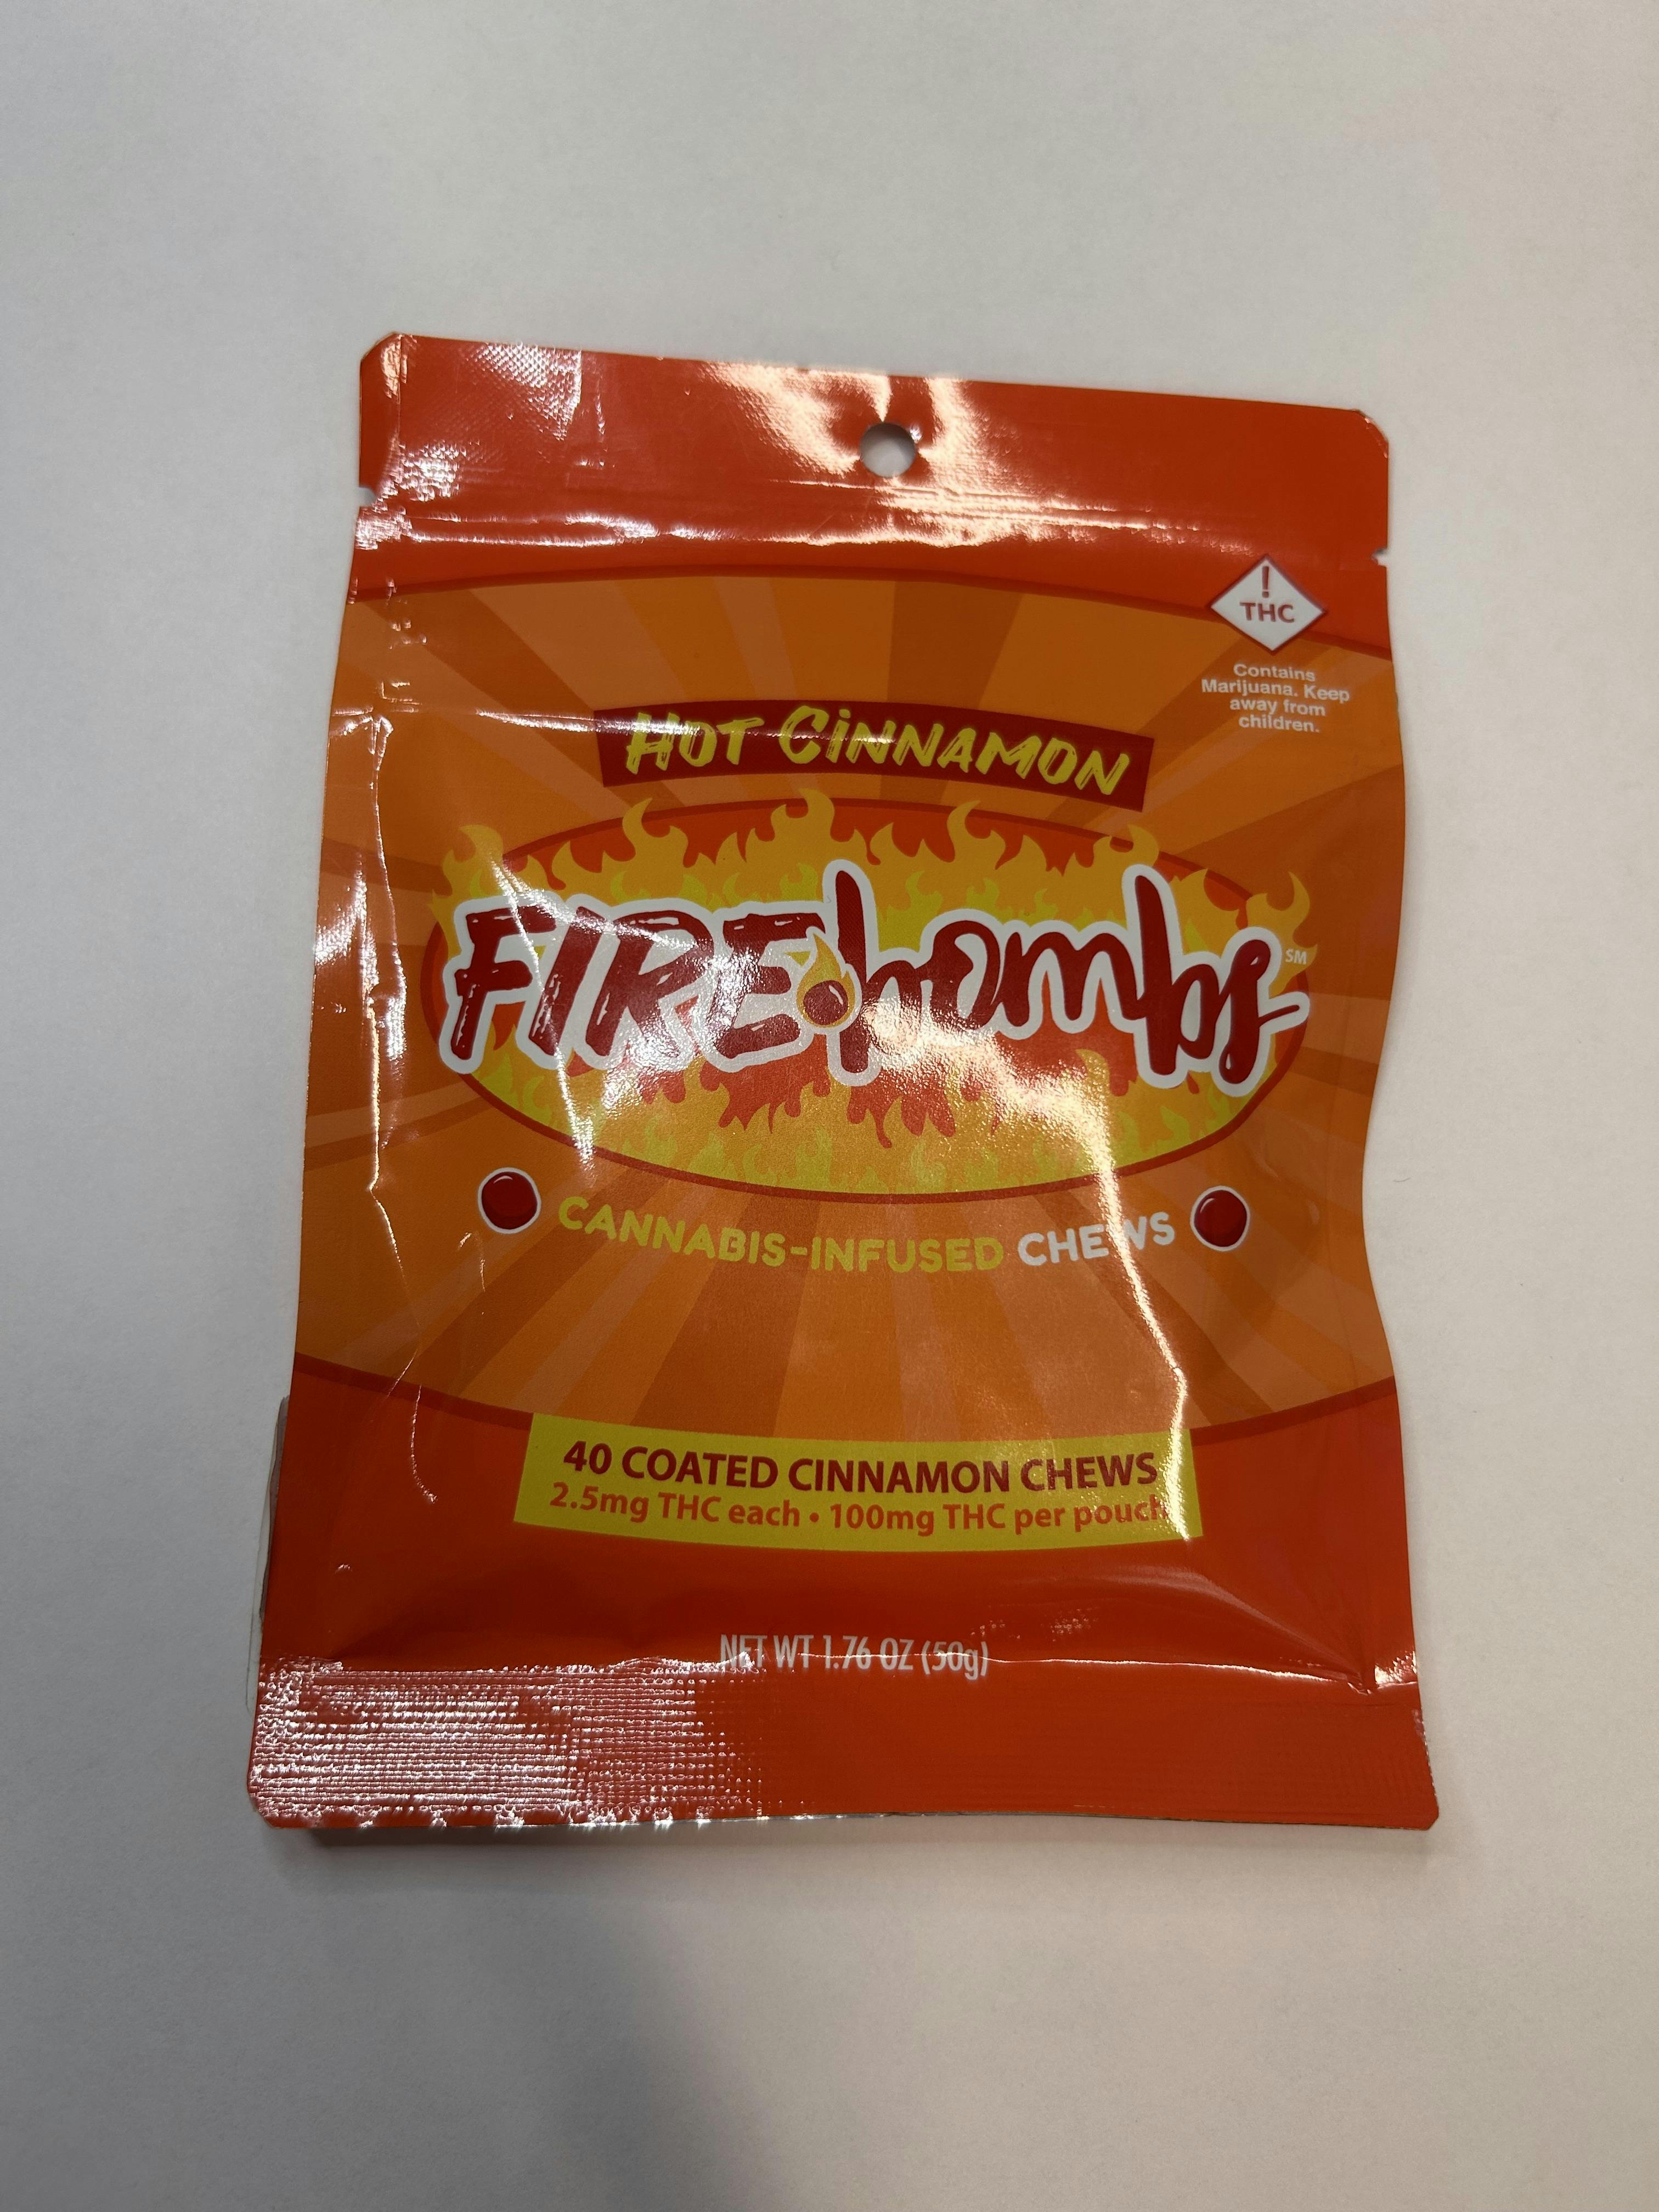 !
THC
Contains
Marijuana. Keep
away from
children.
HOT CiNNAMON
FIREbombs SM
CANNABIS-INFUSED CHEWS
40 COATED CINNAMON CHEWS
2.5mg THC each • 100mg THC per pouch
NET WT 1.76 OZ (50g)